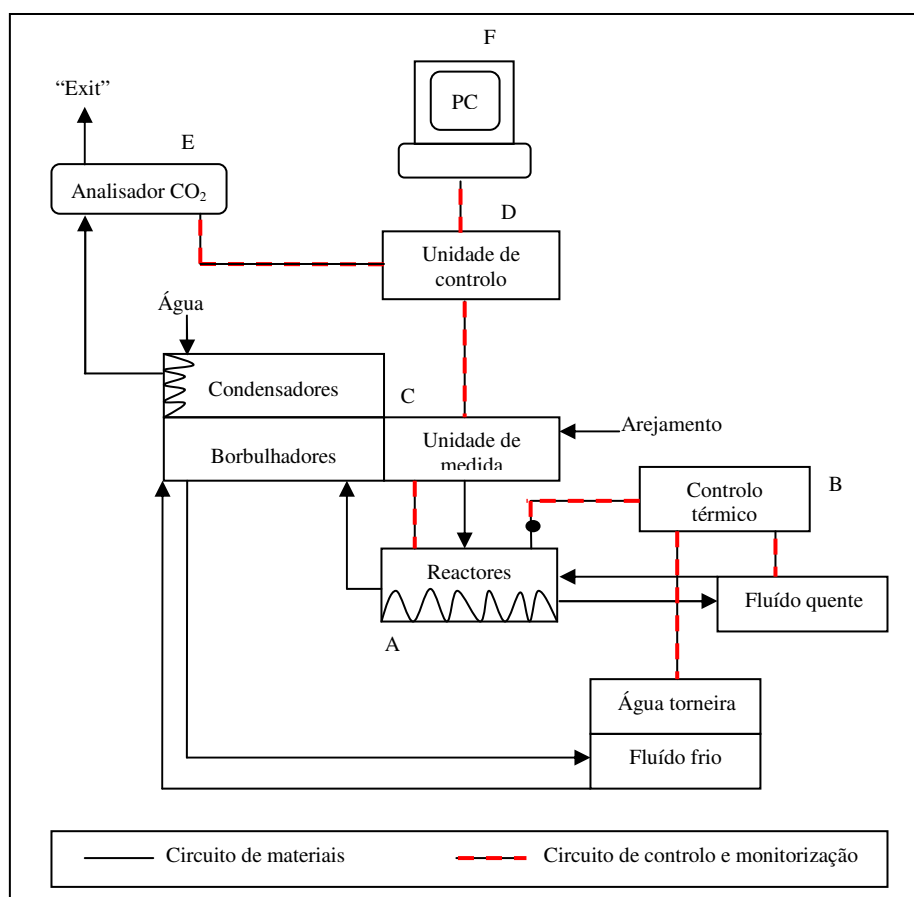 F
“Exit”
PC
E
Analisador CO2
D
Unidade de
controlo
Água
Condensadores
C
Arejamento
Borbulhadores
Unidade de
medida
Controlo
térmico
B
Reactores
Fluído quente
A
Água torneira
Fluído frio
Circuito de materiais
Circuito de controlo e monitorização